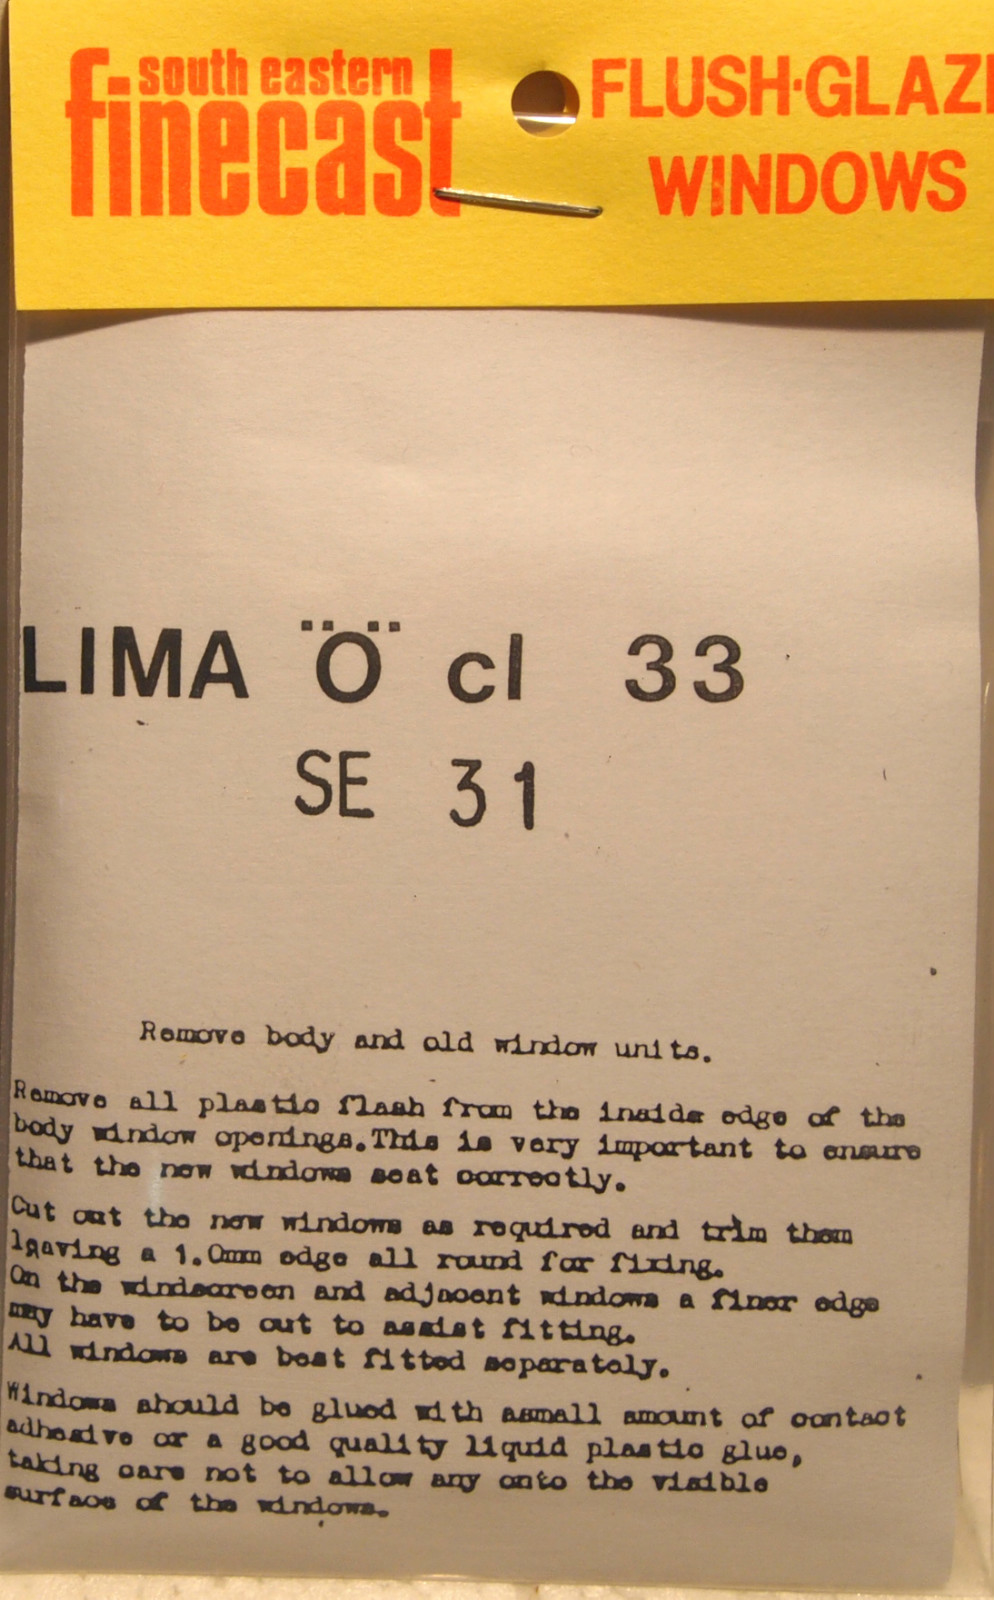 south eastern
finecast
FLUSH·GLAZE
WINDOWS
LIMA "O" cl 33
SE 31
Remove body and old window units.
Remove all plastic flash from the inside edge of the
body window openings.This is very important to ensure
that the new windows seat correctly.
Cut out the new windows as required and trim them
leaving a 1.0mm edge all round for fixing.
On the windscreen and adjacent windows a finer edge
may have to be cut to assist fitting.
All windows are best fitted separately.
Windows should be glued with asmall amount of contact
adhesive or a good quality liquid plastic glue,
taking care not to allow any onto the visible
surface of the windows.